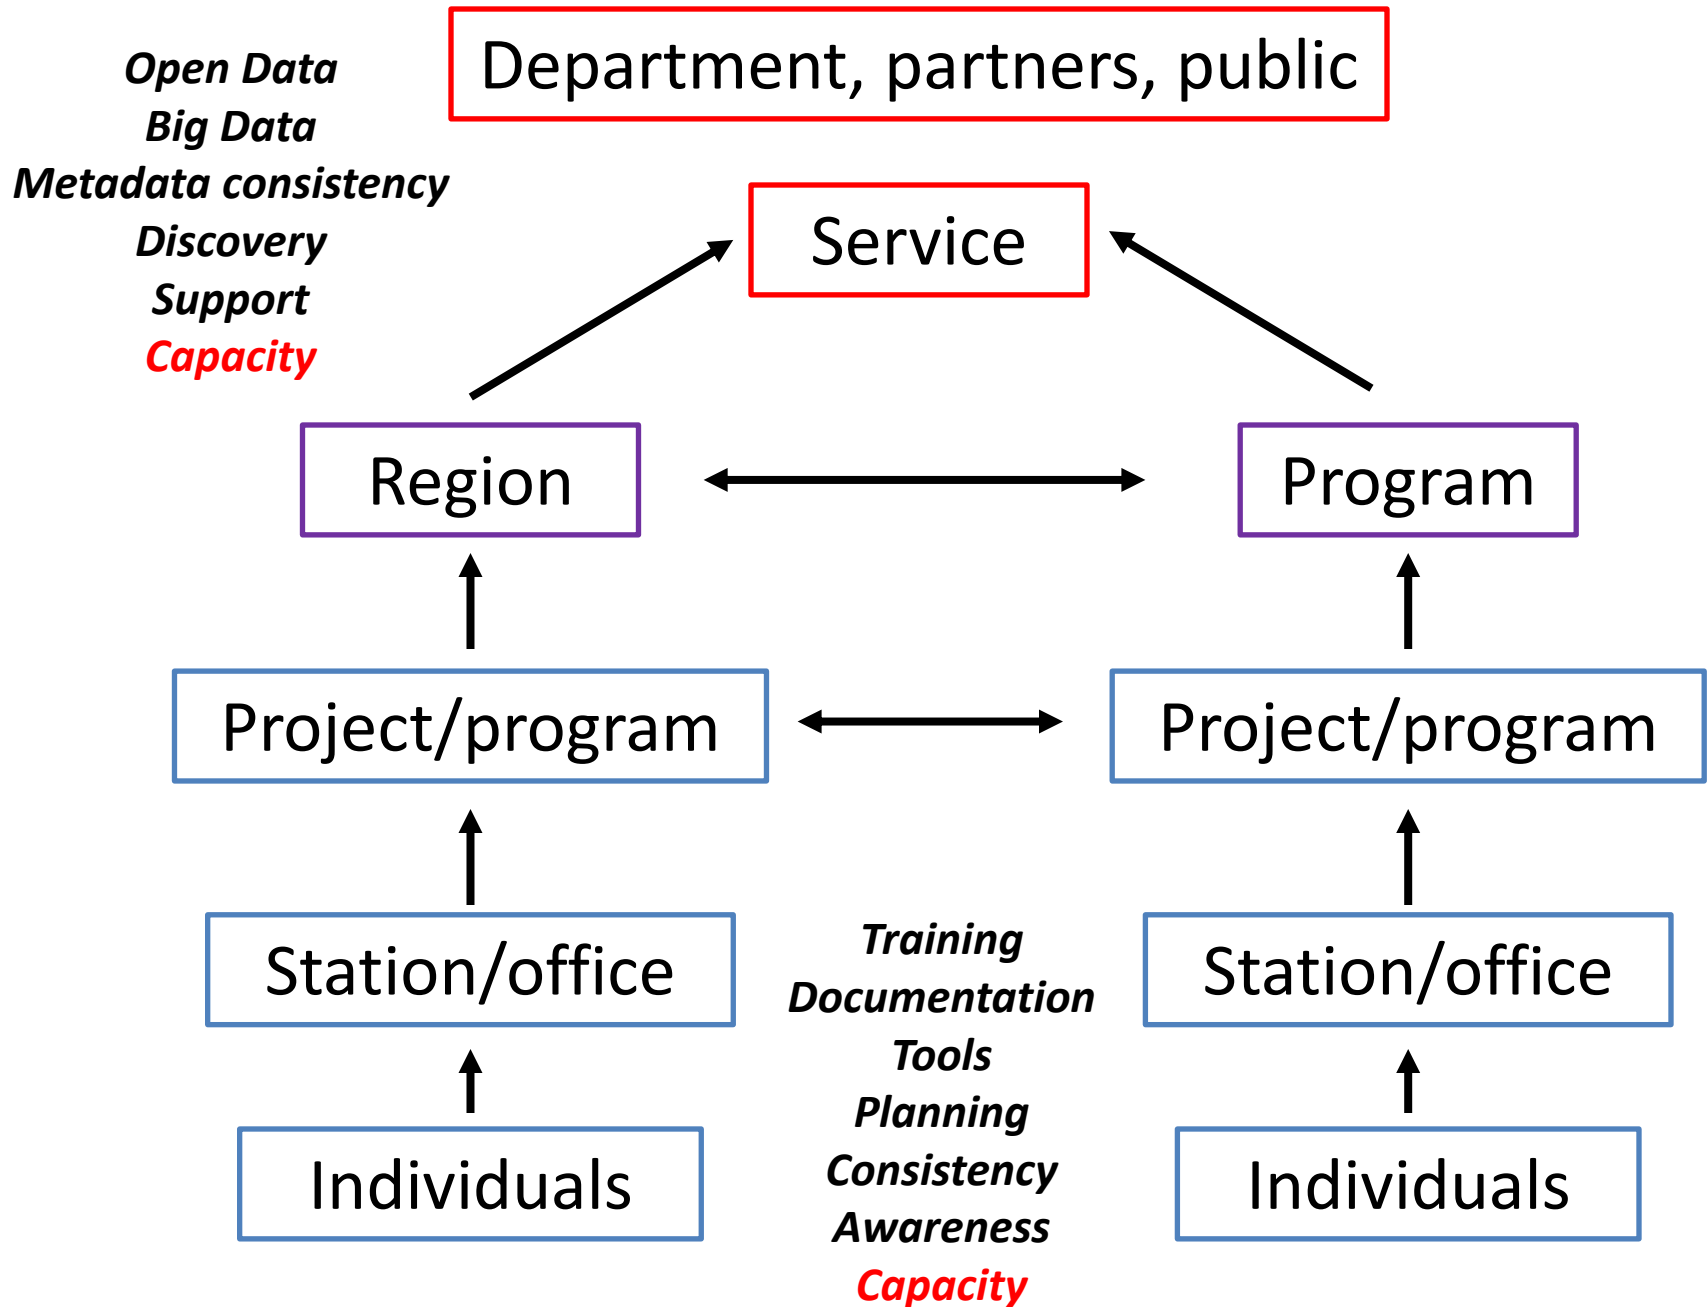 Department, partners, public
Open Data
Big Data
Metadata consistency
Discovery
Support
Capacity
Service
Region
Program
Project/program
Project/program
Station/office
Station/office
Training
Documentation
Tools
Planning
Consistency
Awareness
Capacity
Individuals
Individuals